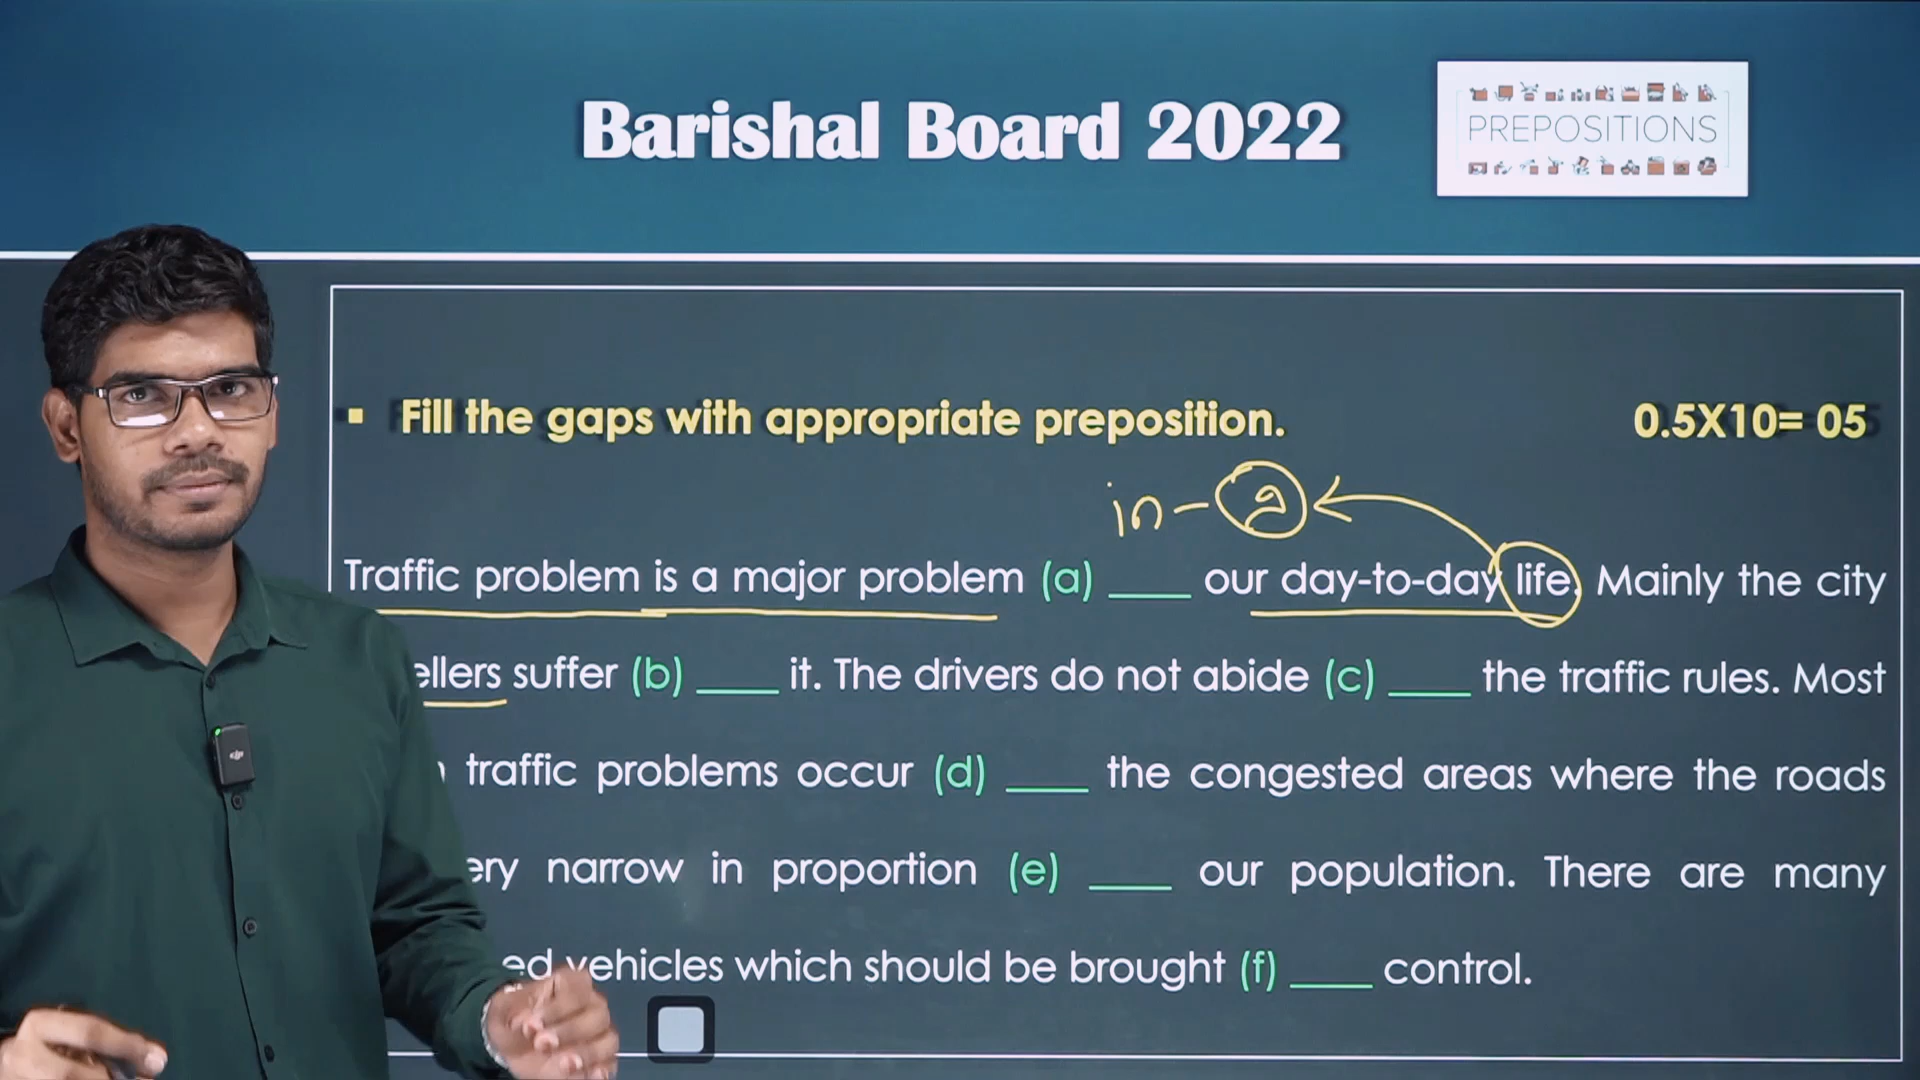 Barishal Board 2022
PREPOSITIONS
▪ Fill the gaps with appropriate preposition. 0.5X10= 05
in –
Traffic problem is a major problem (a) ____ our day-to-day life. Mainly the city
suffer (b) ____ it. The drivers do not abide (c) ____ the traffic rules. Most
traffic problems occur (d) ____ the congested areas where the roads
narrow in proportion (e) ____ our population. There are many
vehicles which should be brought (f) ____ control.